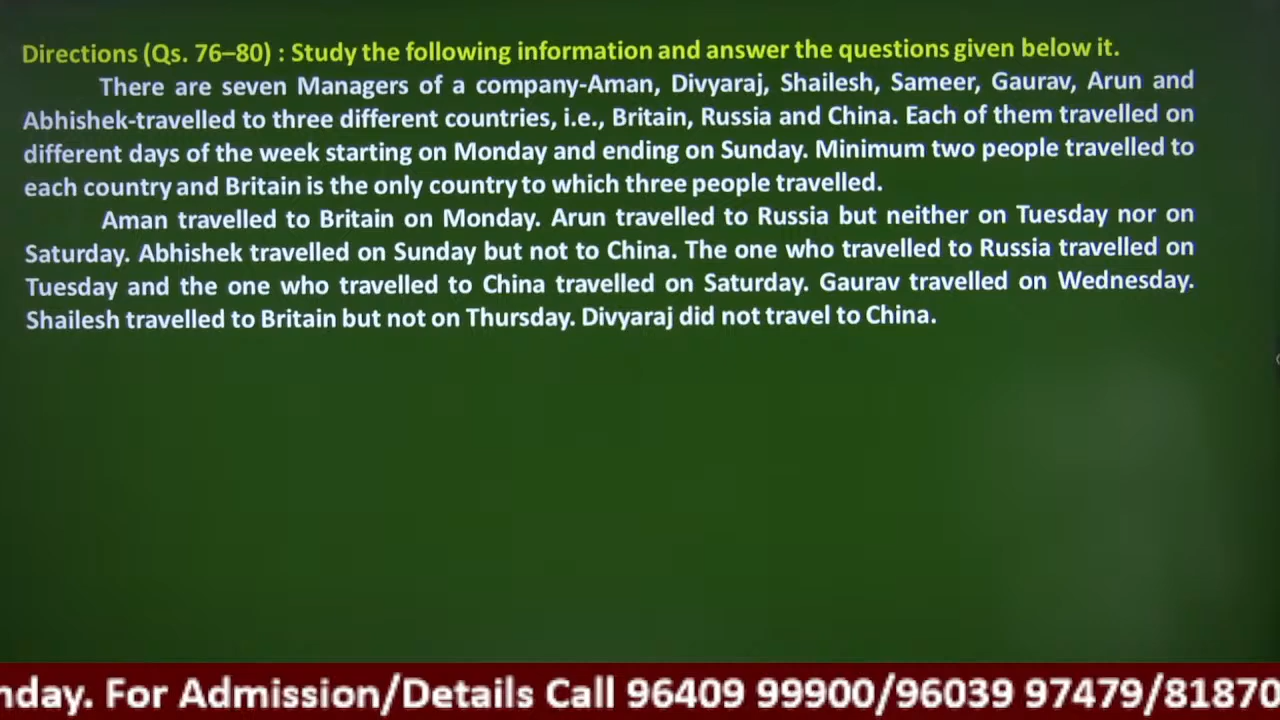 Directions (Qs. 76–80) : Study the following information and answer the questions given below it.
There are seven Managers of a company-Aman, Divyaraj, Shailesh, Sameer, Gaurav, Arun and
Abhishek-travelled to three different countries, i.e., Britain, Russia and China. Each of them travelled on
different days of the week starting on Monday and ending on Sunday. Minimum two people travelled to
each country and Britain is the only country to which three people travelled.
Aman travelled to Britain on Monday. Arun travelled to Russia but neither on Tuesday nor on
Saturday. Abhishek travelled on Sunday but not to China. The one who travelled to Russia travelled on
Tuesday and the one who travelled to China travelled on Saturday. Gaurav travelled on Wednesday.
Shailesh travelled to Britain but not on Thursday. Divyaraj did not travel to China.
nday. For Admission/Details Call 96409 99900/96039 97479/81870